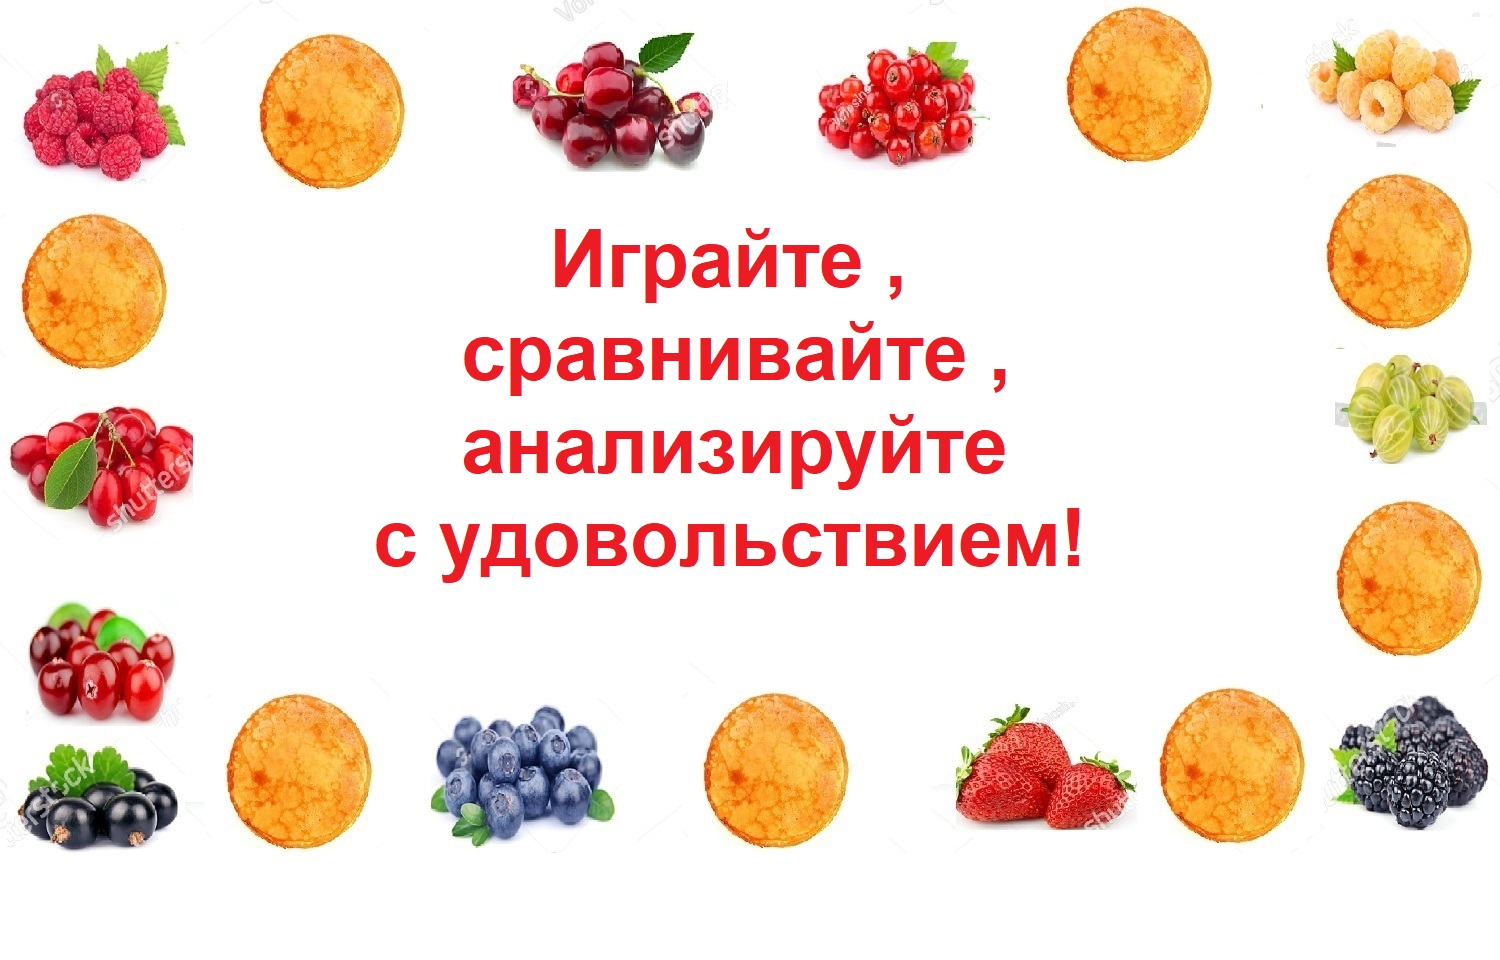 Играйте ,
сравнивайте ,
анализируйте
с удовольствием!